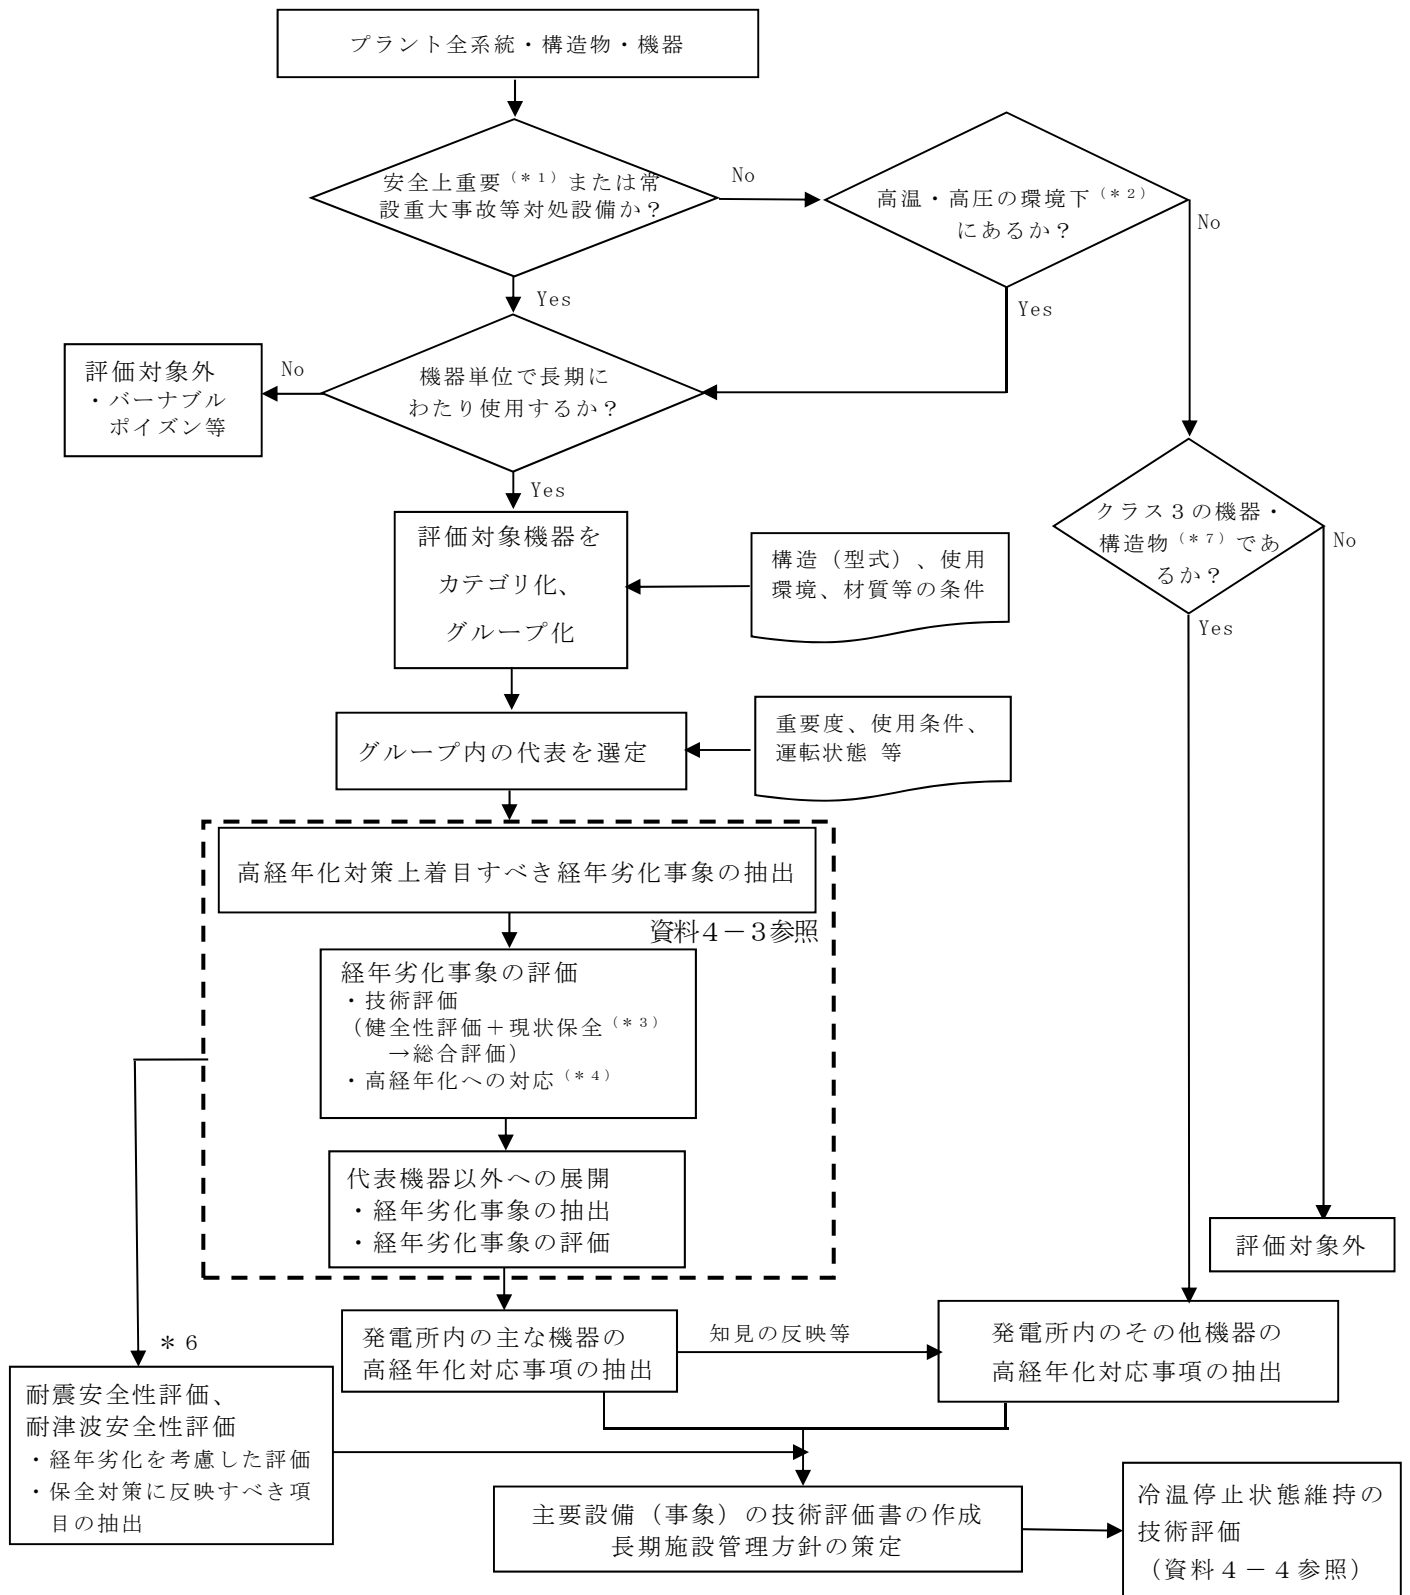 プラント全系統・構造物・機器
安全上重要(*1)または常
設重大事故等対処設備か？
No
高温・高圧の環境下(*2)
にあるか？
No
Yes
Yes
評価対象外
・バーナブル
ポイズン等
No
機器単位で長期に
わたり使用するか？
Yes
クラス３の機器・
構造物(*7)であ
るか？
No
Yes
評価対象機器を
カテゴリ化、
グループ化
構造（型式）、使用
環境、材質等の条件
グループ内の代表を選定
重要度、使用条件、
運転状態 等
高経年化対策上着目すべき経年劣化事象の抽出
資料４－３参照
経年劣化事象の評価
・技術評価
（健全性評価＋現状保全(*3)
→総合評価）
・高経年化への対応(*4)
代表機器以外への展開
・経年劣化事象の抽出
・経年劣化事象の評価
評価対象外
発電所内の主な機器の
高経年化対応事項の抽出
知見の反映等
発電所内のその他機器の
高経年化対応事項の抽出
＊６
耐震安全性評価、
耐津波安全性評価
・経年劣化を考慮した評価
・保全対策に反映すべき項
目の抽出
主要設備（事象）の技術評価書の作成
長期施設管理方針の策定
冷温停止状態維持の
技術評価
（資料４－４参照）